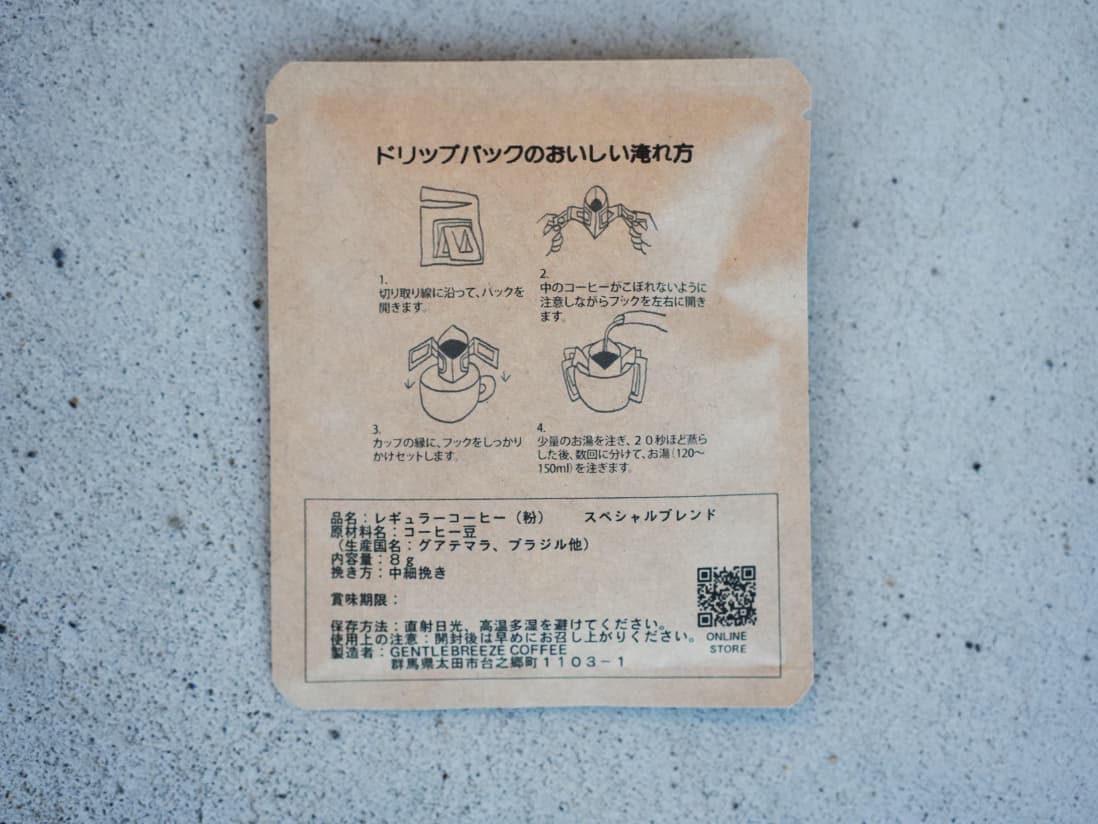 ドリップバックのおいしい淹れ方
1.
切り取り線に沿って、バックを
開きます。
2.
中のコーヒーがこぼれないように
注意しながらフックを左右に開き
ます。
3.
カップの縁に、フックをしっかり
かけセットします。
4.
少量のお湯を注ぎ、２０秒ほど蒸ら
した後、数回に分けて、お湯(120〜
150ml)を注ぎます。
品名：レギュラーコーヒー（粉）　スペシャルブレンド
原材料名：コーヒー豆
（生産国名：グアテマラ、ブラジル他）
内容量：８ｇ
挽き方：中細挽き
賞味期限：
保存方法：直射日光、高温多湿を避けてください。
使用上の注意：開封後は早めにお召し上がりください。
製造者：GENTLEBREEZE COFFEE
群馬県太田市台之郷町１１０３−１
ONLINE
STORE